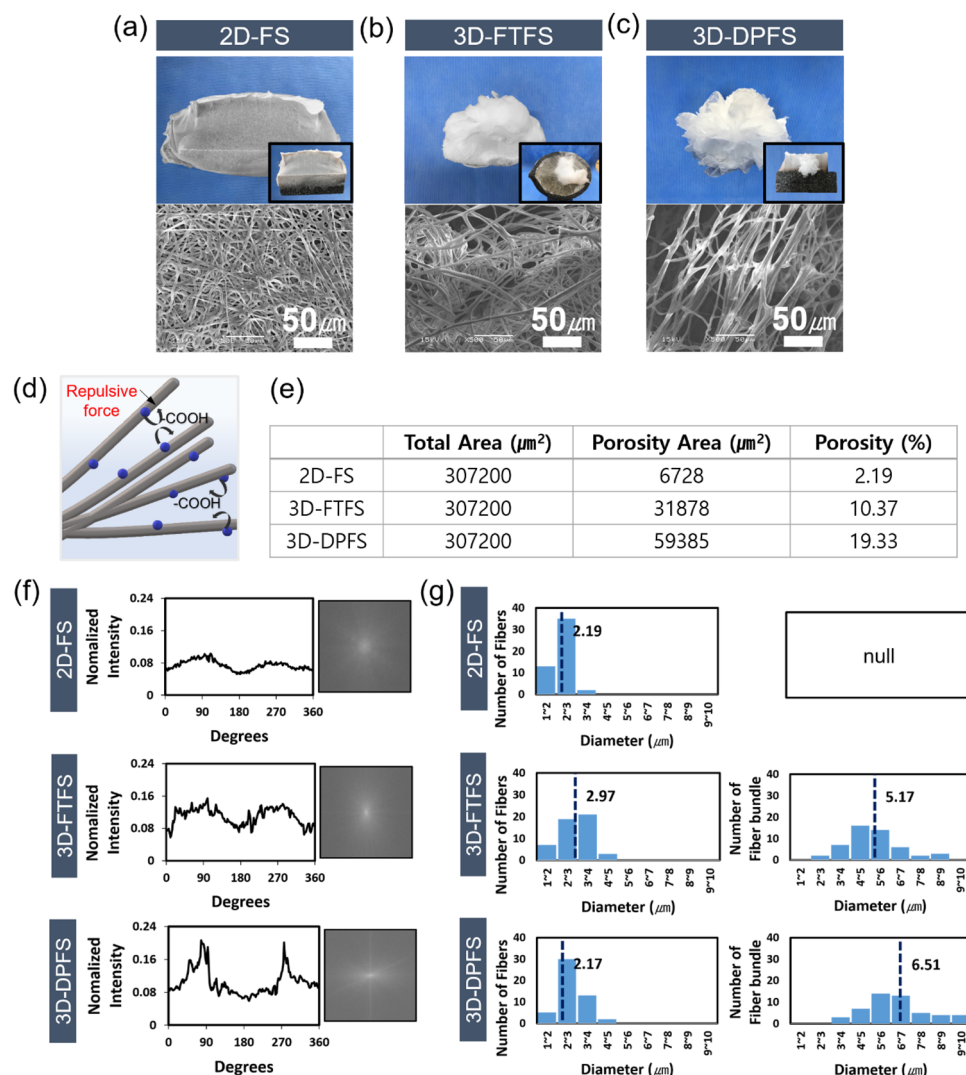 (a)
2D-FS
(b)
3D-FTFS
(c)
3D-DPFS
50 μm
15kV X500 50μm
50 μm
50 μm
(d)
Repulsive
force
-COOH
-COOH
(e)
Total Area (μm²) Porosity Area (μm²) Porosity (%)
2D-FS 307200 6728 2.19
3D-FTFS 307200 31878 10.37
3D-DPFS 307200 59385 19.33
(f)
2D-FS
Nomalized
Intensity
0.24
0.16
0.08
0
0 90 180 270 360
Degrees
3D-FTFS
Nomalized
Intensity
0.24
0.16
0.08
0
0 90 180 270 360
Degrees
3D-DPFS
Nomalized
Intensity
0.24
0.16
0.08
0
0 90 180 270 360
Degrees
(g)
2D-FS
Number of Fibers
40
30
20
10
0
2.19
1~2 2~3 3~4 4~5 5~6 6~7 7~8 8~9 9~10
Diameter (μm)
null
3D-FTFS
Number of Fibers
40
30
20
10
0
2.97
1~2 2~3 3~4 4~5 5~6 6~7 7~8 8~9 9~10
Diameter (μm)
Number of
Fiber bundle
40
30
20
10
0
5.17
1~2 2~3 3~4 4~5 5~6 6~7 7~8 8~9 9~10
Diameter (μm)
3D-DPFS
Number of Fibers
40
30
20
10
0
2.17
1~2 2~3 3~4 4~5 5~6 6~7 7~8 8~9 9~10
Diameter (μm)
Number of
Fiber bundle
40
30
20
10
0
6.51
1~2 2~3 3~4 4~5 5~6 6~7 7~8 8~9 9~10
Diameter (μm)